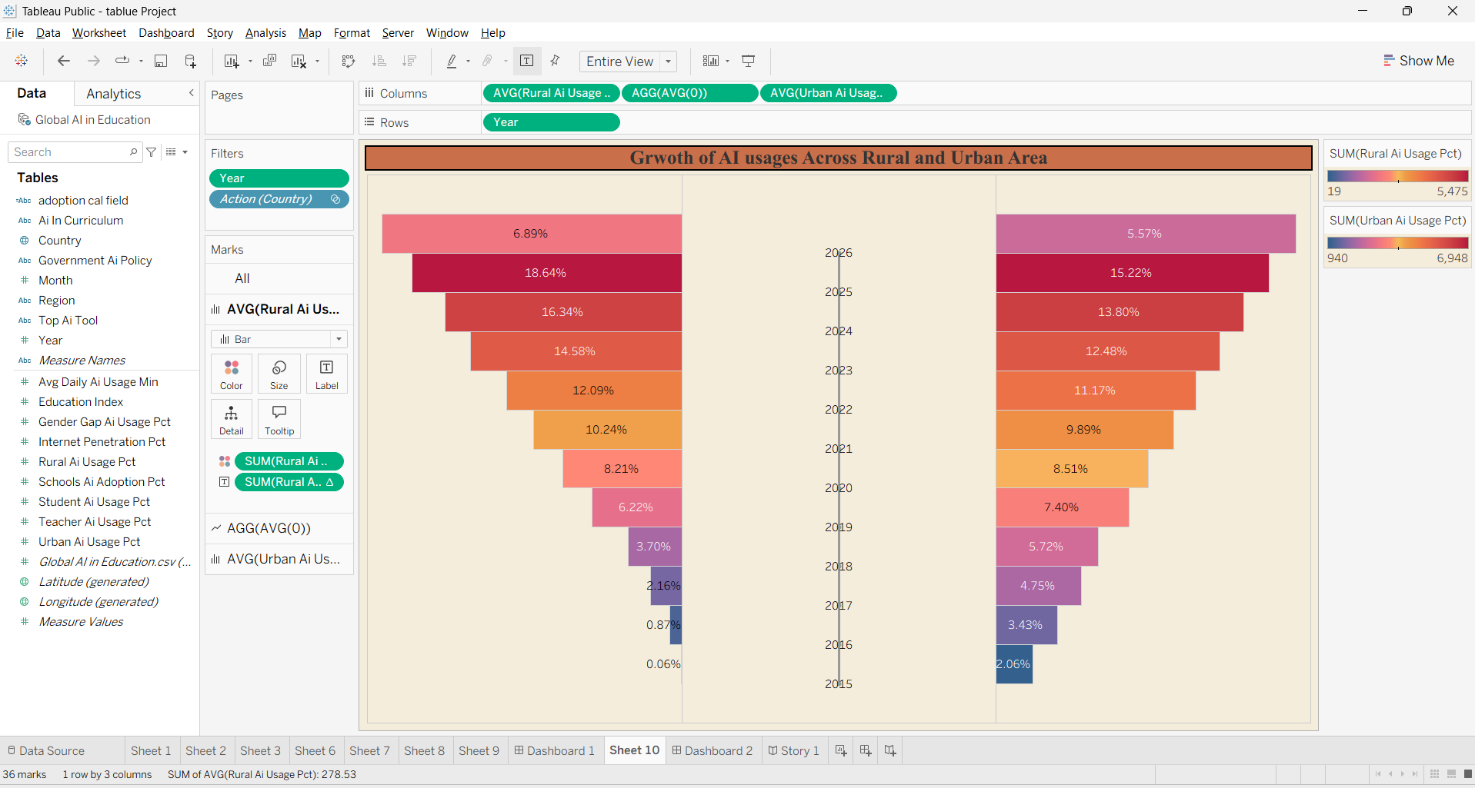 Tableau Public - tablue Project
File Data Worksheet Dashboard Story Analysis Map Format Server Window Help
Entire View
Show Me
Data Analytics
Global AI in Education
Search
Tables
Abc adoption cal field
Abc Ai In Curriculum
Country
Abc Government Ai Policy
# Month
Abc Region
Abc Top Ai Tool
# Year
Abc Measure Names
# Avg Daily Ai Usage Min
# Education Index
# Gender Gap Ai Usage Pct
# Internet Penetration Pct
# Rural Ai Usage Pct
# Schools Ai Adoption Pct
# Student Ai Usage Pct
# Teacher Ai Usage Pct
# Urban Ai Usage Pct
# Global AI in Education.csv (...
Latitude (generated)
Longitude (generated)
# Measure Values
Pages
Filters
Year
Action (Country)
Marks
All
AVG(Rural Ai Us...
Bar
Color Size Label
Detail Tooltip
SUM(Rural Ai ..
SUM(Rural A.. Δ
AGG(AVG(0))
AVG(Urban Ai Us...
Columns AVG(Rural Ai Usage .. AGG(AVG(0)) AVG(Urban Ai Usag..
Rows Year
Grwoth of AI usages Across Rural and Urban Area
6.89% 5.57%
2026
18.64% 15.22%
2025
16.34% 13.80%
2024
14.58% 12.48%
2023
12.09% 11.17%
2022
10.24% 9.89%
2021
8.21% 8.51%
2020
6.22% 7.40%
2019
3.70% 5.72%
2018
2.16% 4.75%
2017
0.87% 3.43%
2016
0.06% 2.06%
2015
SUM(Rural Ai Usage Pct)
19 5,475
SUM(Urban Ai Usage Pct)
940 6,948
Data Source Sheet 1 Sheet 2 Sheet 3 Sheet 6 Sheet 7 Sheet 8 Sheet 9 Dashboard 1 Sheet 10 Dashboard 2 Story 1
36 marks 1 row by 3 columns SUM of AVG(Rural Ai Usage Pct): 278.53